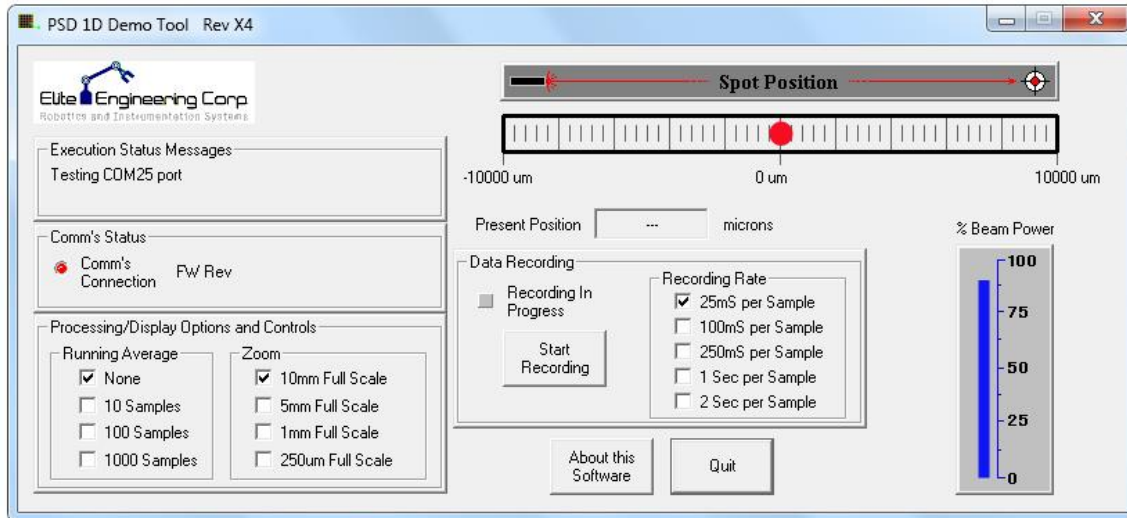 PSD 1D Demo Tool Rev X4
Elite Engineering Corp
Robotics and Instrumentation Systems
Spot Position
-10000 um
0 um
10000 um
Execution Status Messages
Testing COM25 port
Present Position
---
microns
Comm's Status
Comm's
Connection
FW Rev
Data Recording
Recording In
Progress
Start
Recording
Recording Rate
25mS per Sample
100mS per Sample
250mS per Sample
1 Sec per Sample
2 Sec per Sample
% Beam Power
100
75
50
25
0
Processing/Display Options and Controls
Running Average
None
10 Samples
100 Samples
1000 Samples
Zoom
10mm Full Scale
5mm Full Scale
1mm Full Scale
250um Full Scale
About this
Software
Quit